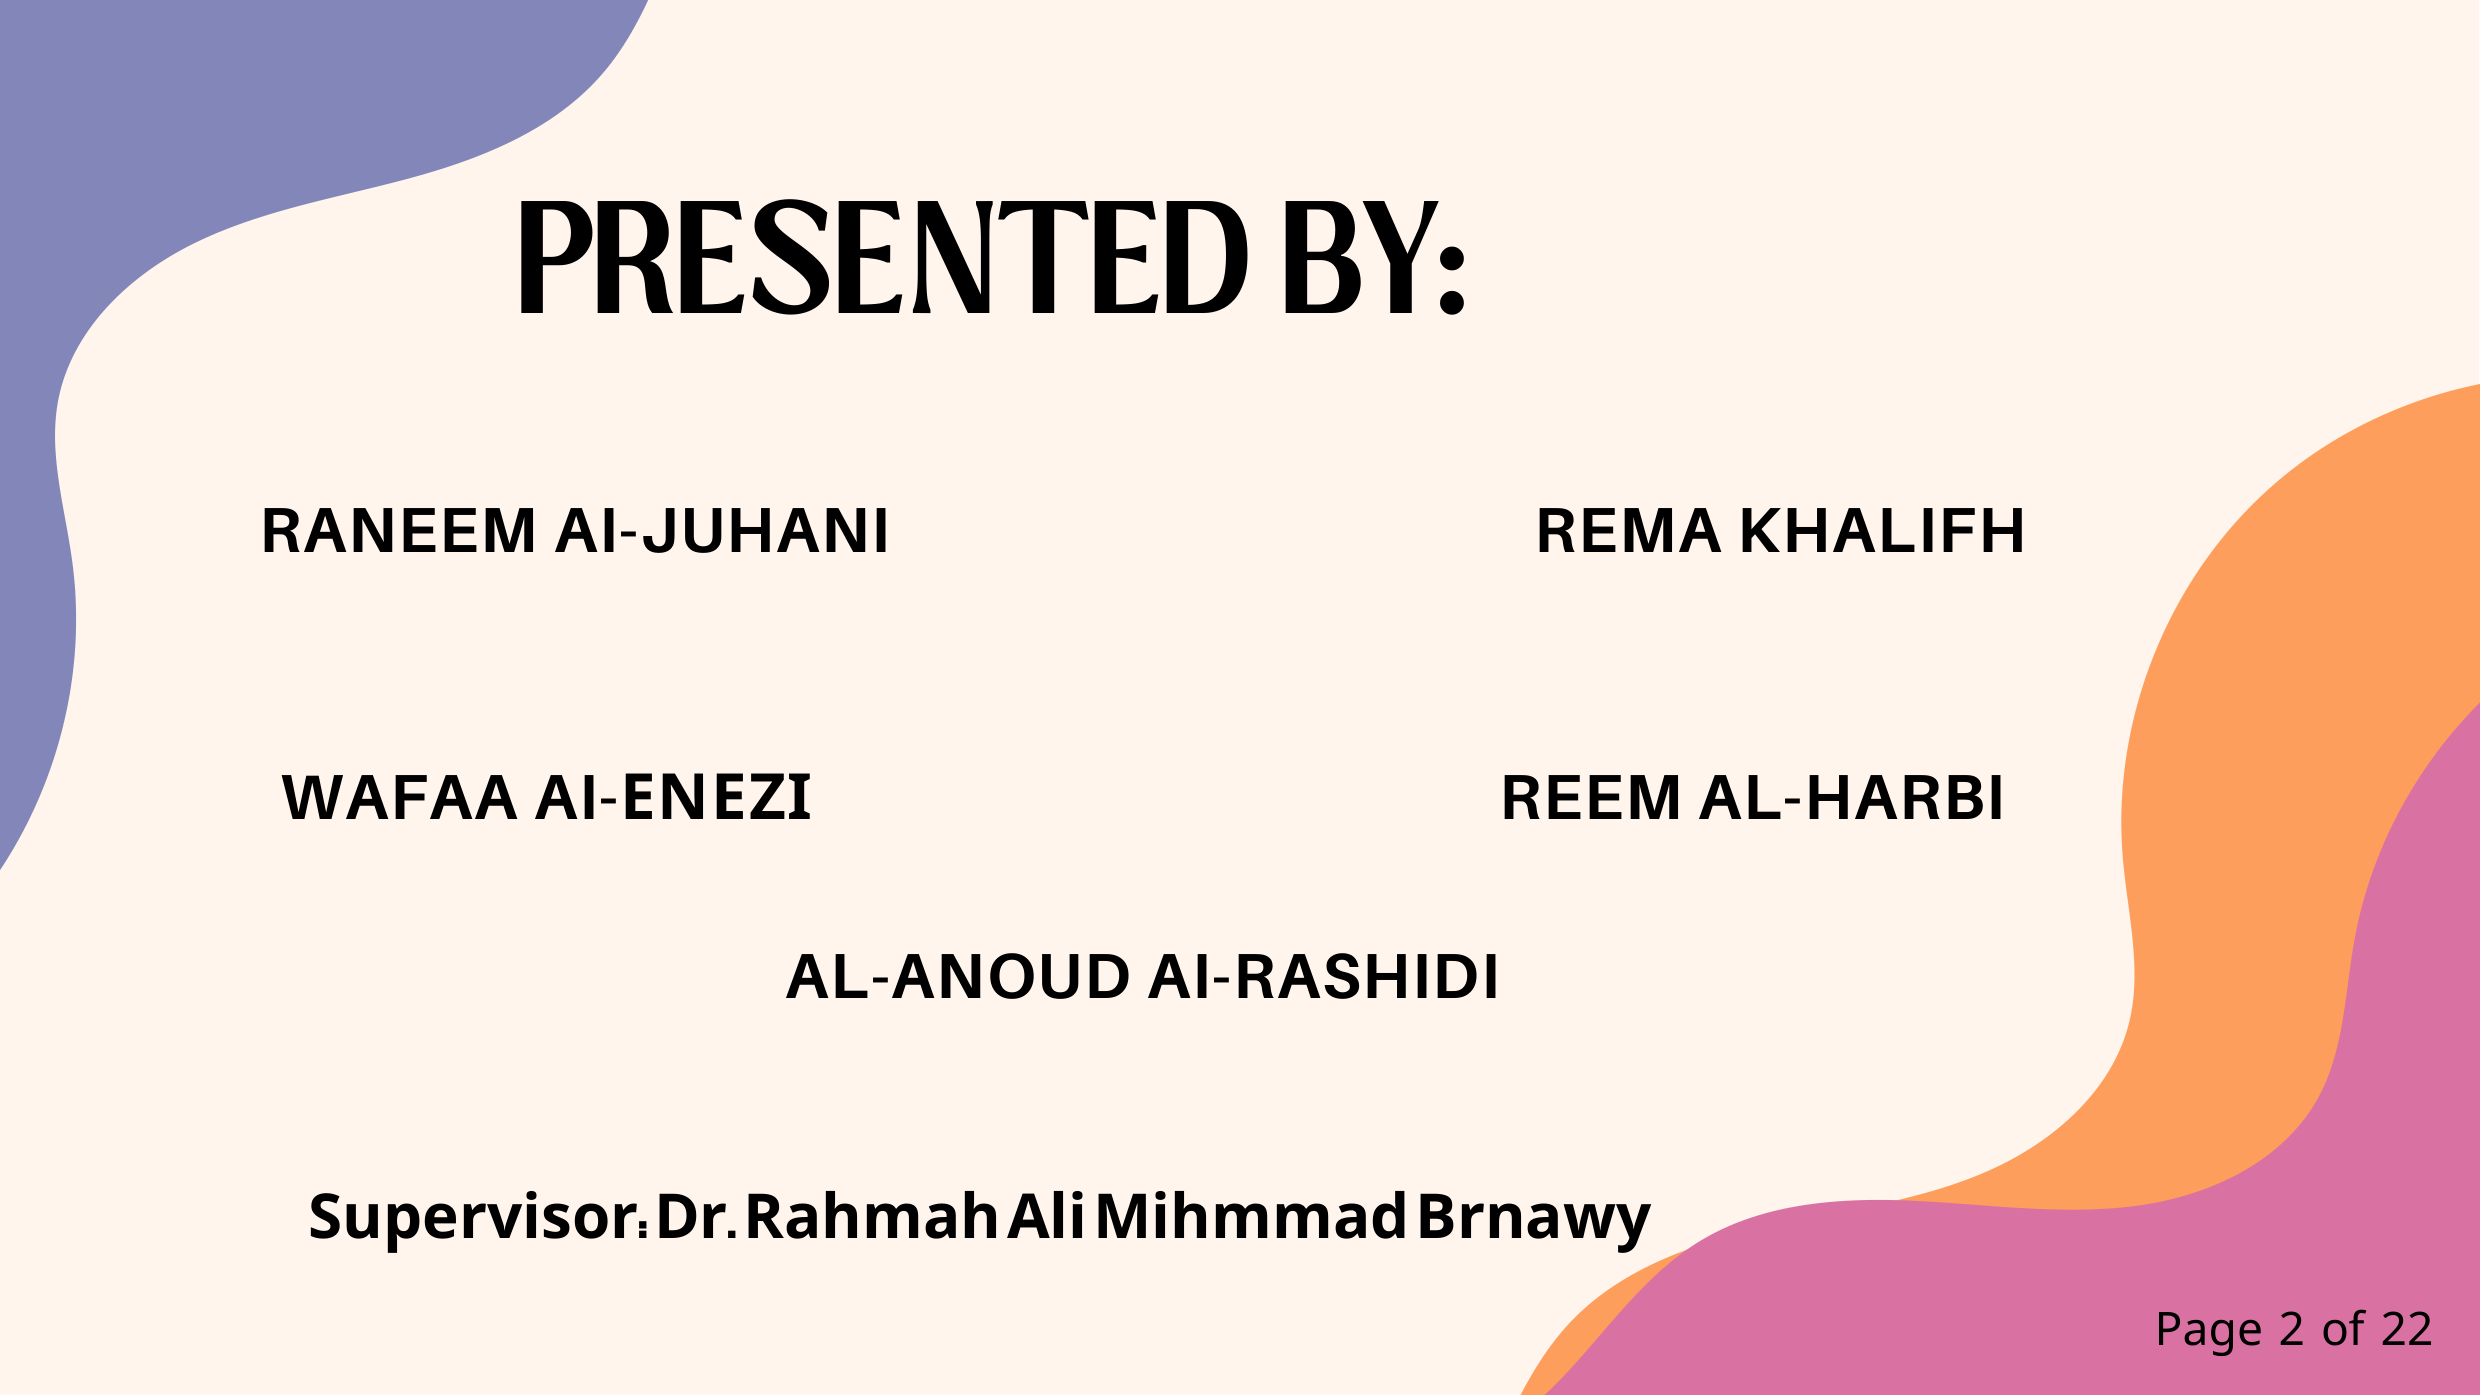 PRESENTED BY:
RANEEM AI-JUHANI
REMA KHALIFH
WAFAA AI-ENEZI
REEM AL-HARBI
AL-ANOUD AI-RASHIDI
Supervisor: Dr. Rahmah Ali Mihmmad Brnawy
Page 2 of 22